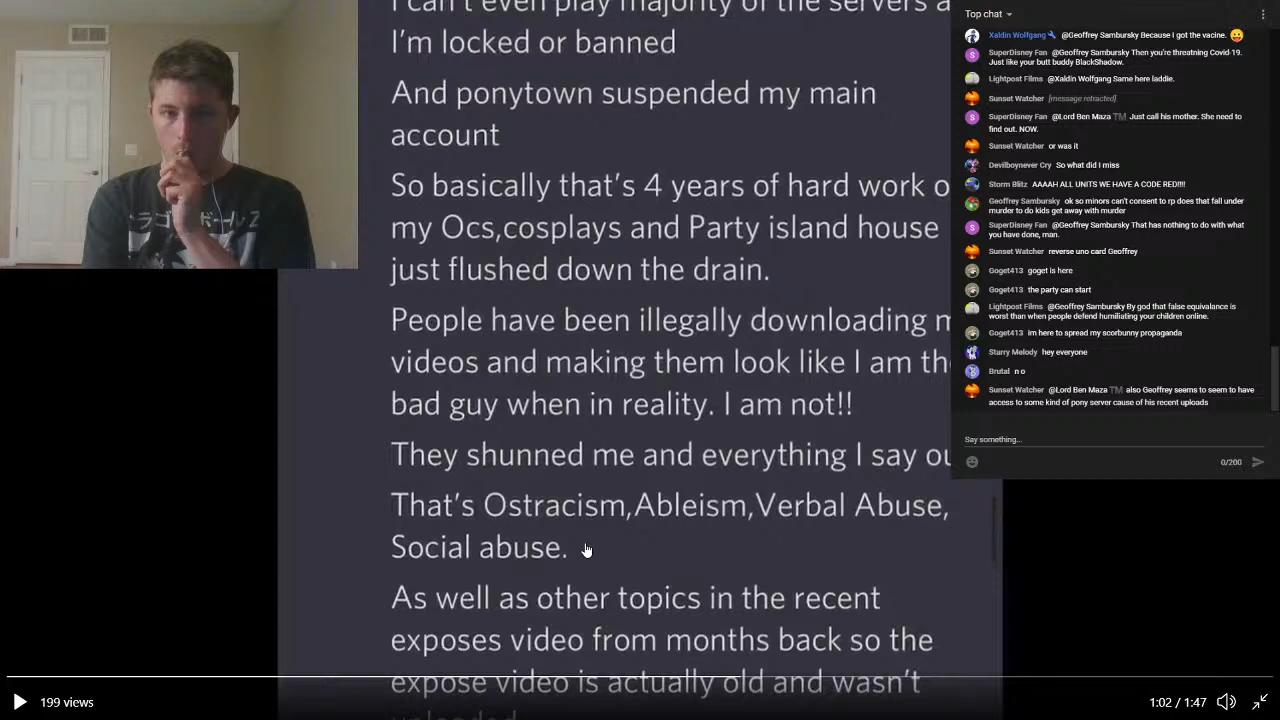 I can't even play majority of the servers a
I'm locked or banned
And ponytown suspended my main
account
So basically that's 4 years of hard work o
my Ocs,cosplays and Party island house
just flushed down the drain.
People have been illegally downloading m
videos and making them look like I am the
bad guy when in reality. I am not!!
They shunned me and everything I say ou
That's Ostracism,Ableism,Verbal Abuse,
Social abuse.
As well as other topics in the recent
exposes video from months back so the
expose video is actually old and wasn't
uploaded
Top chat
Xaldin Wolfgang @Geoffrey Sambursky Because I got the vacine. 😛
SuperDisney Fan @Geoffrey Sambursky Then you're threatning Covid-19.
Just like your butt buddy BlackShadow.
Lightpost Films @Xaldin Wolfgang Same here laddie.
Sunset Watcher [message retracted]
SuperDisney Fan @Lord Ben Maza ™️ Just call his mother. She need to
find out. NOW.
Sunset Watcher or was it
Devilboynever Cry So what did I miss
Storm Blitz AAAAH ALL UNITS WE HAVE A CODE RED!!!!
Geoffrey Sambursky ok so minors can't consent to rp does that fall under
murder to do kids get away with murder
SuperDisney Fan @Geoffrey Sambursky That has nothing to do with what
you have done, man.
Sunset Watcher reverse uno card Geoffrey
Goget413 goget is here
Goget413 the party can start
Lightpost Films @Geoffrey Sambursky By god that false equivalance is
worst than when people defend humiliating your children online.
Goget413 im here to spread my scorbunny propaganda
Starry Melody hey everyone
Brutal n o
Sunset Watcher @Lord Ben Maza ™️ also Geoffrey seems to seem to have
access to some kind of pony server cause of his recent uploads
Say something...
0/200
199 views
1:02 / 1:47